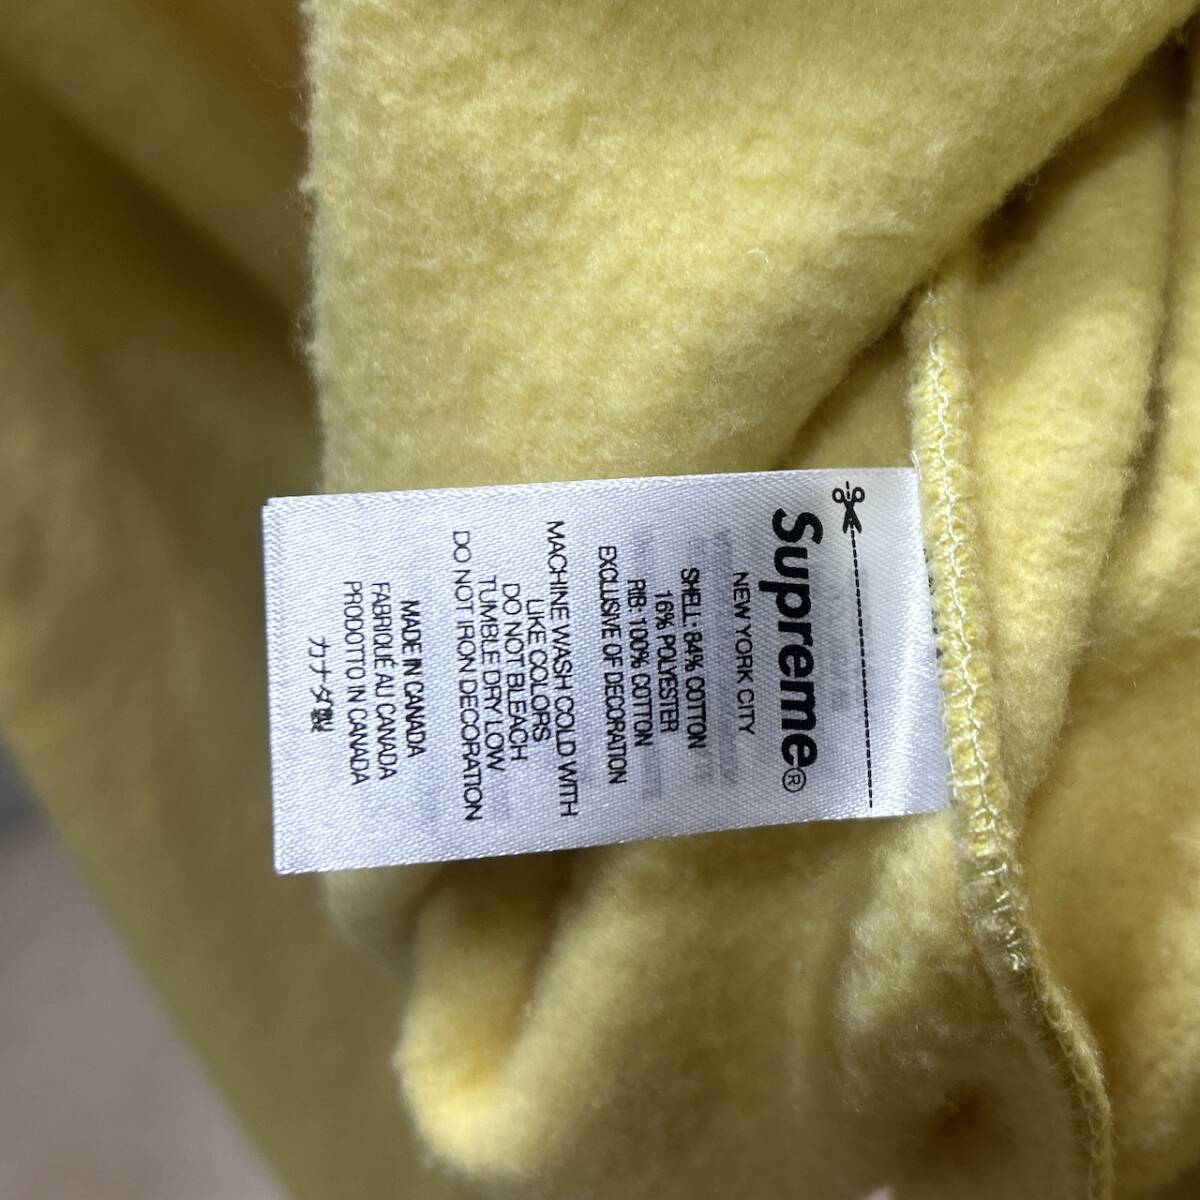 Supreme®
NEW YORK CITY
SHELL: 84% COTTON
16% POLYESTER
RIB: 100% COTTON
EXCLUSIVE OF DECORATION
MACHINE WASH COLD WITH
LIKE COLORS
DO NOT BLEACH
TUMBLE DRY LOW
DO NOT IRON DECORATION
MADE IN CANADA
FABRIQUÉ AU CANADA
PRODOTTO IN CANADA
カナダ製